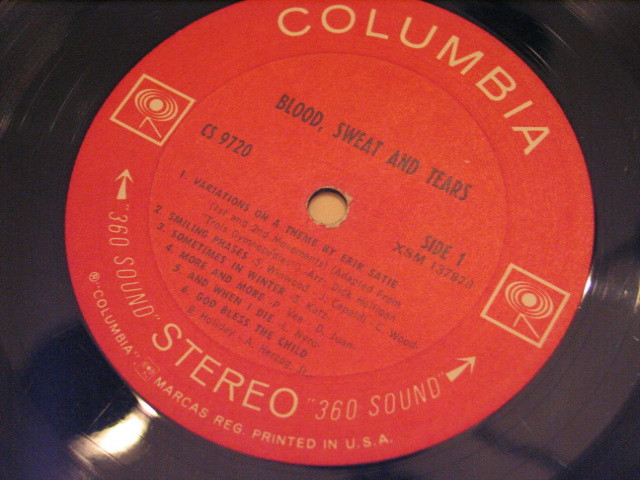 COLUMBIA
BLOOD, SWEAT AND TEARS
CS 9720
SIDE 1
XSM 137923
1. VARIATIONS ON A THEME BY ERIK SATIE
(1st and 2nd Movements) (Adapted From
"Trois Gymnopedies")-Arr. Dick Halligan
2. SMILING PHASES-S. Winwood-J. Capaldi-C. Wood-
3. SOMETIMES IN WINTER-S. Katz-
4. MORE AND MORE-P. Vee-D. Juan-
5. AND WHEN I DIE-L. Nyro-
6. GOD BLESS THE CHILD
B. Holiday-A. Herzog, Jr.-
"360 SOUND" STEREO "360 SOUND"
℗ "COLUMBIA", MARCAS REG. PRINTED IN U.S.A.